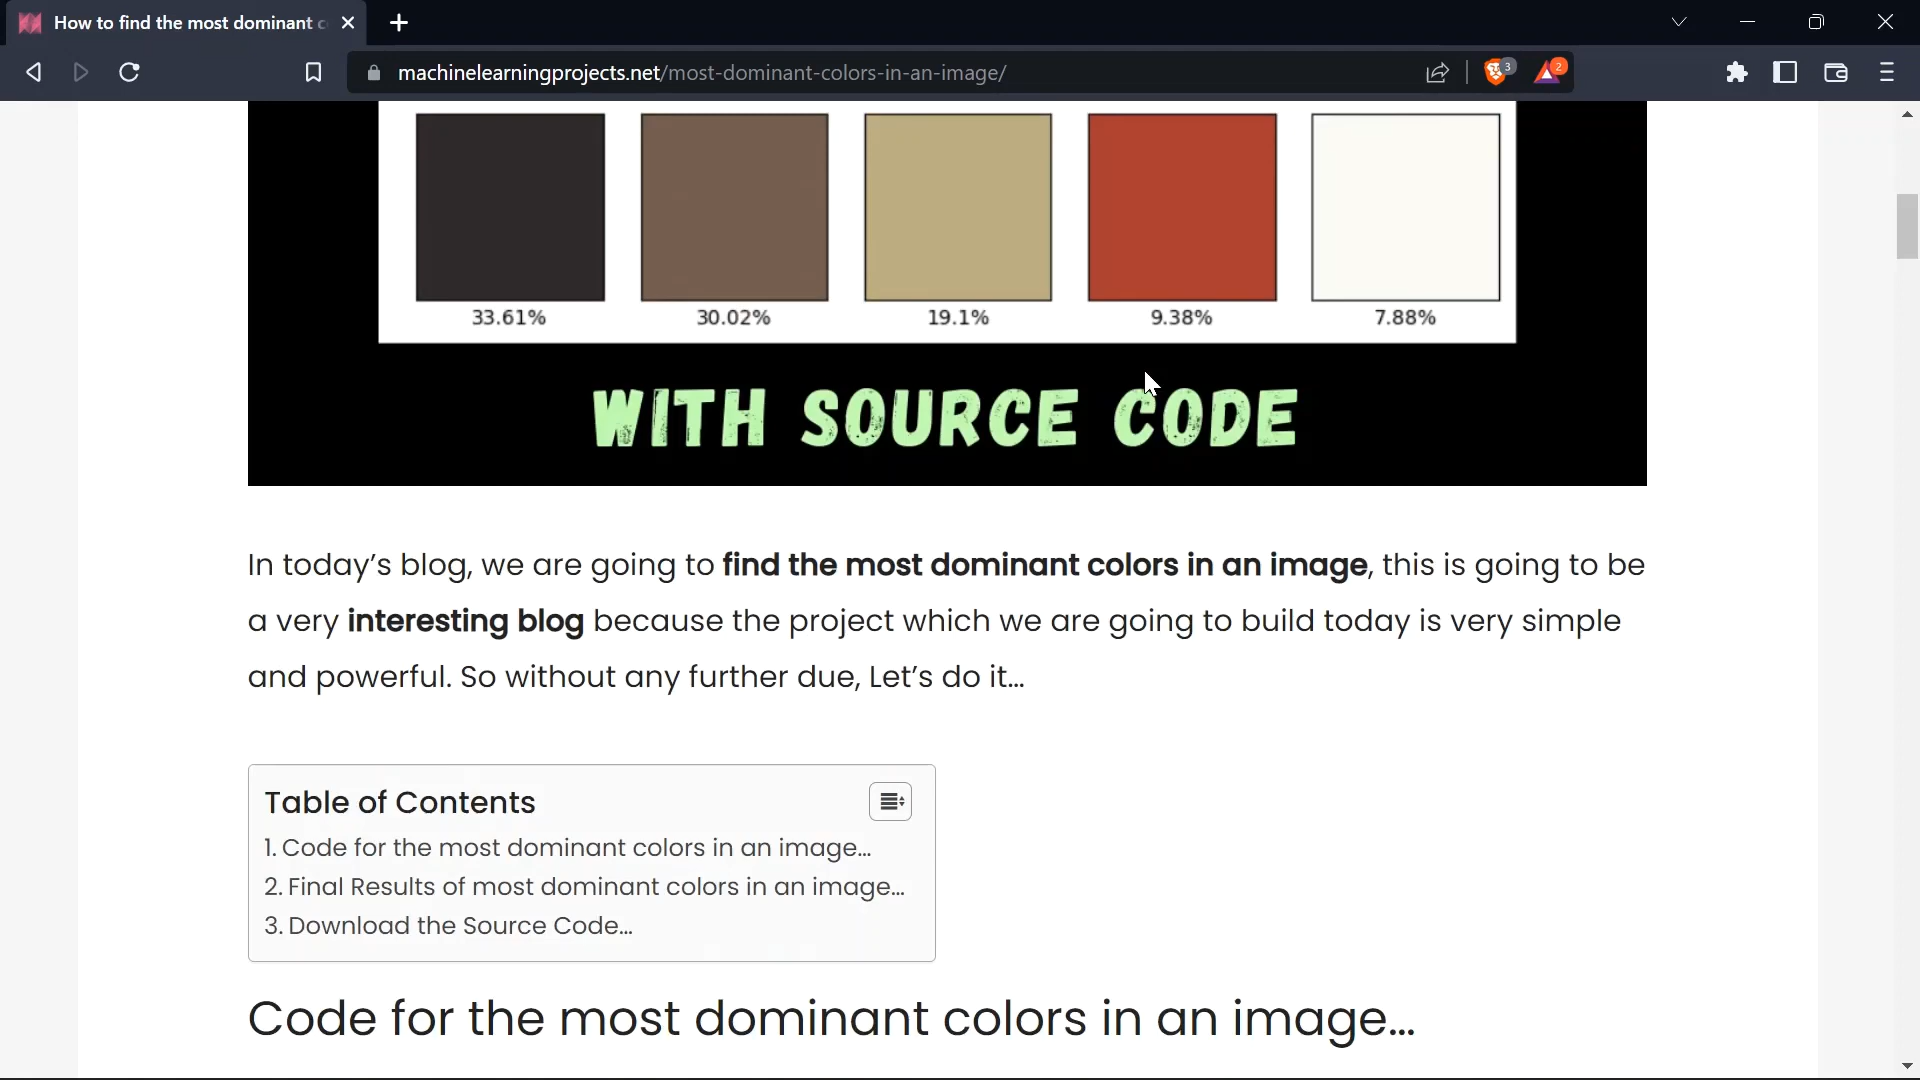 How to find the most dominant c
machinelearningprojects.net/most-dominant-colors-in-an-image/
3
2
33.61% 30.02% 19.1% 9.38% 7.88%
WITH SOURCE CODE
In today’s blog, we are going to find the most dominant colors in an image, this is going to be
a very interesting blog because the project which we are going to build today is very simple
and powerful. So without any further due, Let’s do it…
Table of Contents
1. Code for the most dominant colors in an image…
2. Final Results of most dominant colors in an image…
3. Download the Source Code…
Code for the most dominant colors in an image…